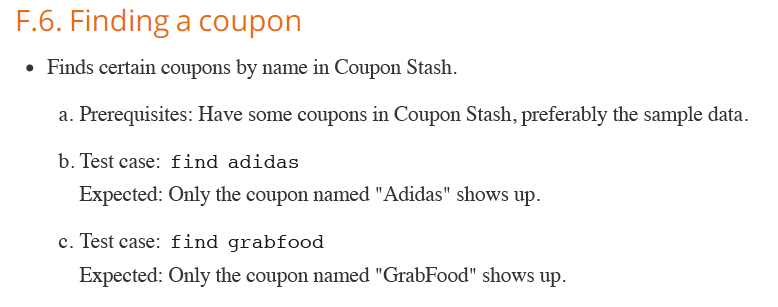 F.6. Finding a coupon
• Finds certain coupons by name in Coupon Stash.
a. Prerequisites: Have some coupons in Coupon Stash, preferably the sample data.
b. Test case: find adidas
Expected: Only the coupon named "Adidas" shows up.
c. Test case: find grabfood
Expected: Only the coupon named "GrabFood" shows up.